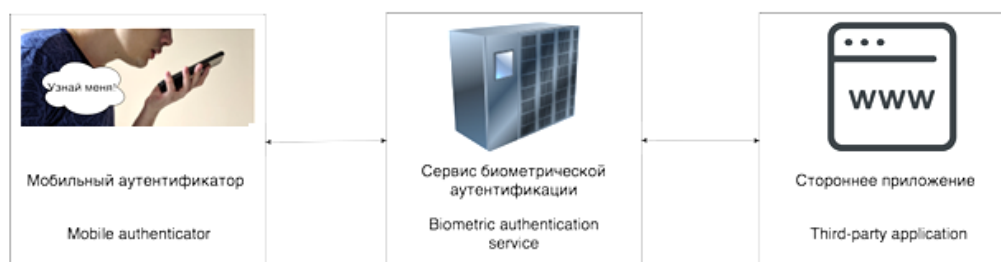 Узнай меня!
Мобильный аутентификатор
Mobile authenticator
Сервис биометрической
аутентификации
Biometric authentication
service
www
Стороннее приложение
Third-party application